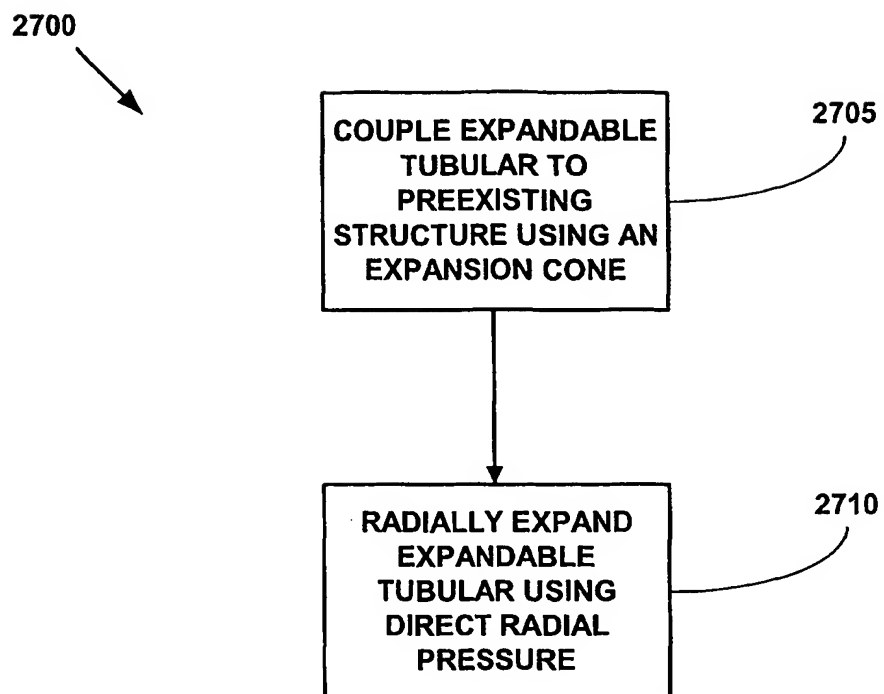 2700
COUPLE EXPANDABLE
TUBULAR TO
PREEXISTING
STRUCTURE USING AN
EXPANSION CONE
2705
RADIALLY EXPAND
EXPANDABLE
TUBULAR USING
DIRECT RADIAL
PRESSURE
2710